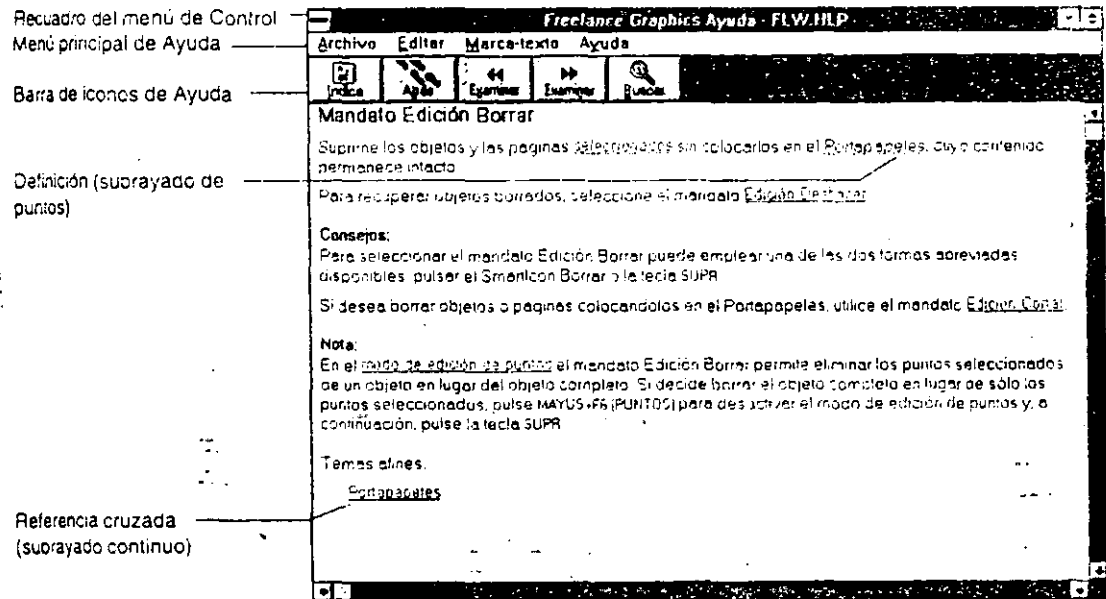 Recuadro del menú de Control
Menú principal de Ayuda
Barra de iconos de Ayuda
Definición (subrayado de
puntos)
Referencia cruzada
(subrayado continuo)
Freelance Graphics Ayuda - FLW.HLP
Archivo Editar Marca-texto Ayuda
Indice Atrás Examinar Examinar Buscar
Mandato Edición Borrar
Suprime los objetos y las páginas seleccionados sin colocarlos en el Portapapeles, cuyo contenido
permanece intacto
Para recuperar objetos borrados, seleccione el mandato Edición Deshacer
Consejos:
Para seleccionar el mandato Edición Borrar puede emplear una de las dos formas abreviadas
disponibles: pulsar el SmartIcon Borrar o la tecla SUPR
Si desea borrar objetos o páginas colocándolos en el Portapapeles, utilice el mandato Edición Cortar.
Nota:
En el modo de edición de puntos el mandato Edición Borrar permite eliminar los puntos seleccionados
de un objeto en lugar del objeto completo. Si decide borrar el objeto completo en lugar de sólo los
puntos seleccionados, pulse MAYUS+F6 (PUNTOS) para desactivar el modo de edición de puntos y, a
continuación, pulse la tecla SUPR
Temas afines:
Portapapeles